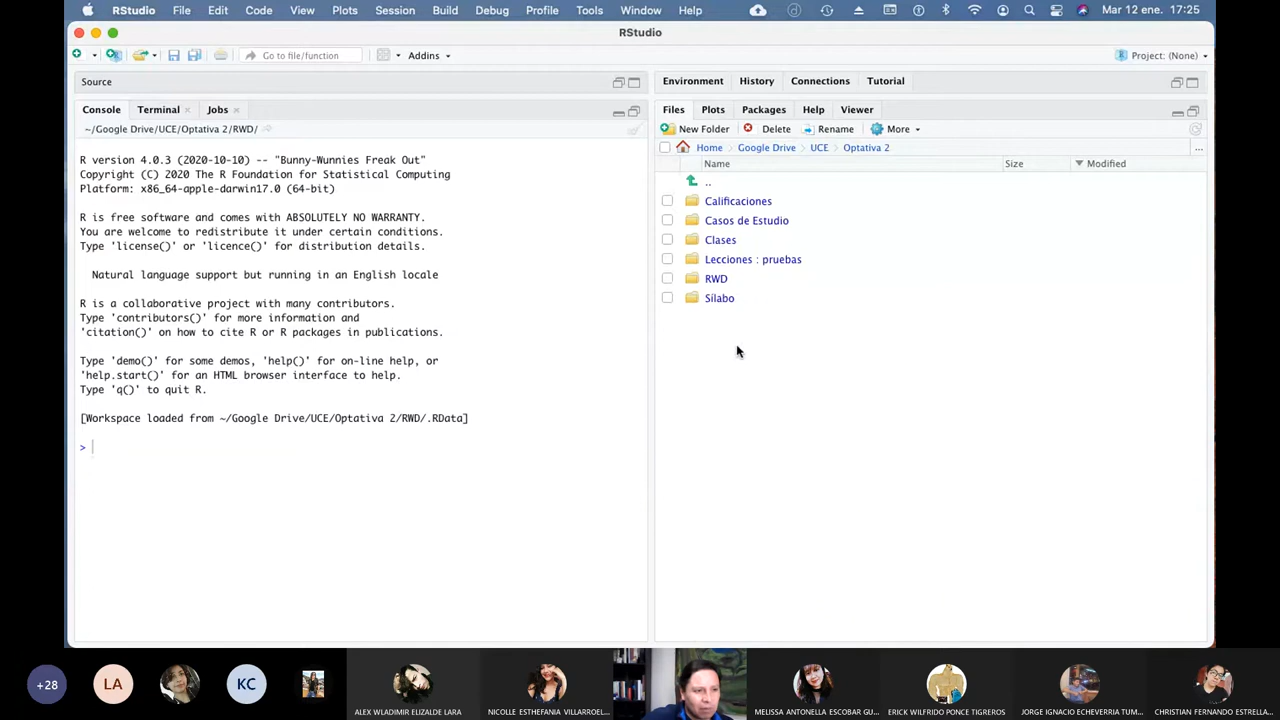 RStudio File Edit Code View Plots Session Build Debug Profile Tools Window Help Mar 12 ene. 17:25
RStudio
Go to file/function Addins Project: (None)
Source
Environment History Connections Tutorial
Console Terminal Jobs
Files Plots Packages Help Viewer
~/Google Drive/UCE/Optativa 2/RWD/
New Folder Delete Rename More
Home Google Drive UCE Optativa 2 ...
Name Size Modified
R version 4.0.3 (2020-10-10) -- "Bunny-Wunnies Freak Out"
Copyright (C) 2020 The R Foundation for Statistical Computing
Platform: x86_64-apple-darwin17.0 (64-bit)
R is free software and comes with ABSOLUTELY NO WARRANTY.
You are welcome to redistribute it under certain conditions.
Type 'license()' or 'licence()' for distribution details.
Natural language support but running in an English locale
R is a collaborative project with many contributors.
Type 'contributors()' for more information and
'citation()' on how to cite R or R packages in publications.
Type 'demo()' for some demos, 'help()' for on-line help, or
'help.start()' for an HTML browser interface to help.
Type 'q()' to quit R.
[Workspace loaded from ~/Google Drive/UCE/Optativa 2/RWD/.RData]
>
..
Calificaciones
Casos de Estudio
Clases
Lecciones : pruebas
RWD
Sílabo
+28
LA
KC
ALEX WLADIMIR ELIZALDE LARA
NICOLLE ESTHEFANIA VILLARROEL...
MELISSA ANTONELLA ESCOBAR GU...
ERICK WILFRIDO PONCE TIGREROS
JORGE IGNACIO ECHEVERRIA TUM...
CHRISTIAN FERNANDO ESTRELLA...